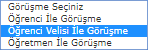 Görüşme Seçiniz
Öğrenci İle Görüşme
Öğrenci Velisi İle Görüşme
Öğretmen İle Görüşme